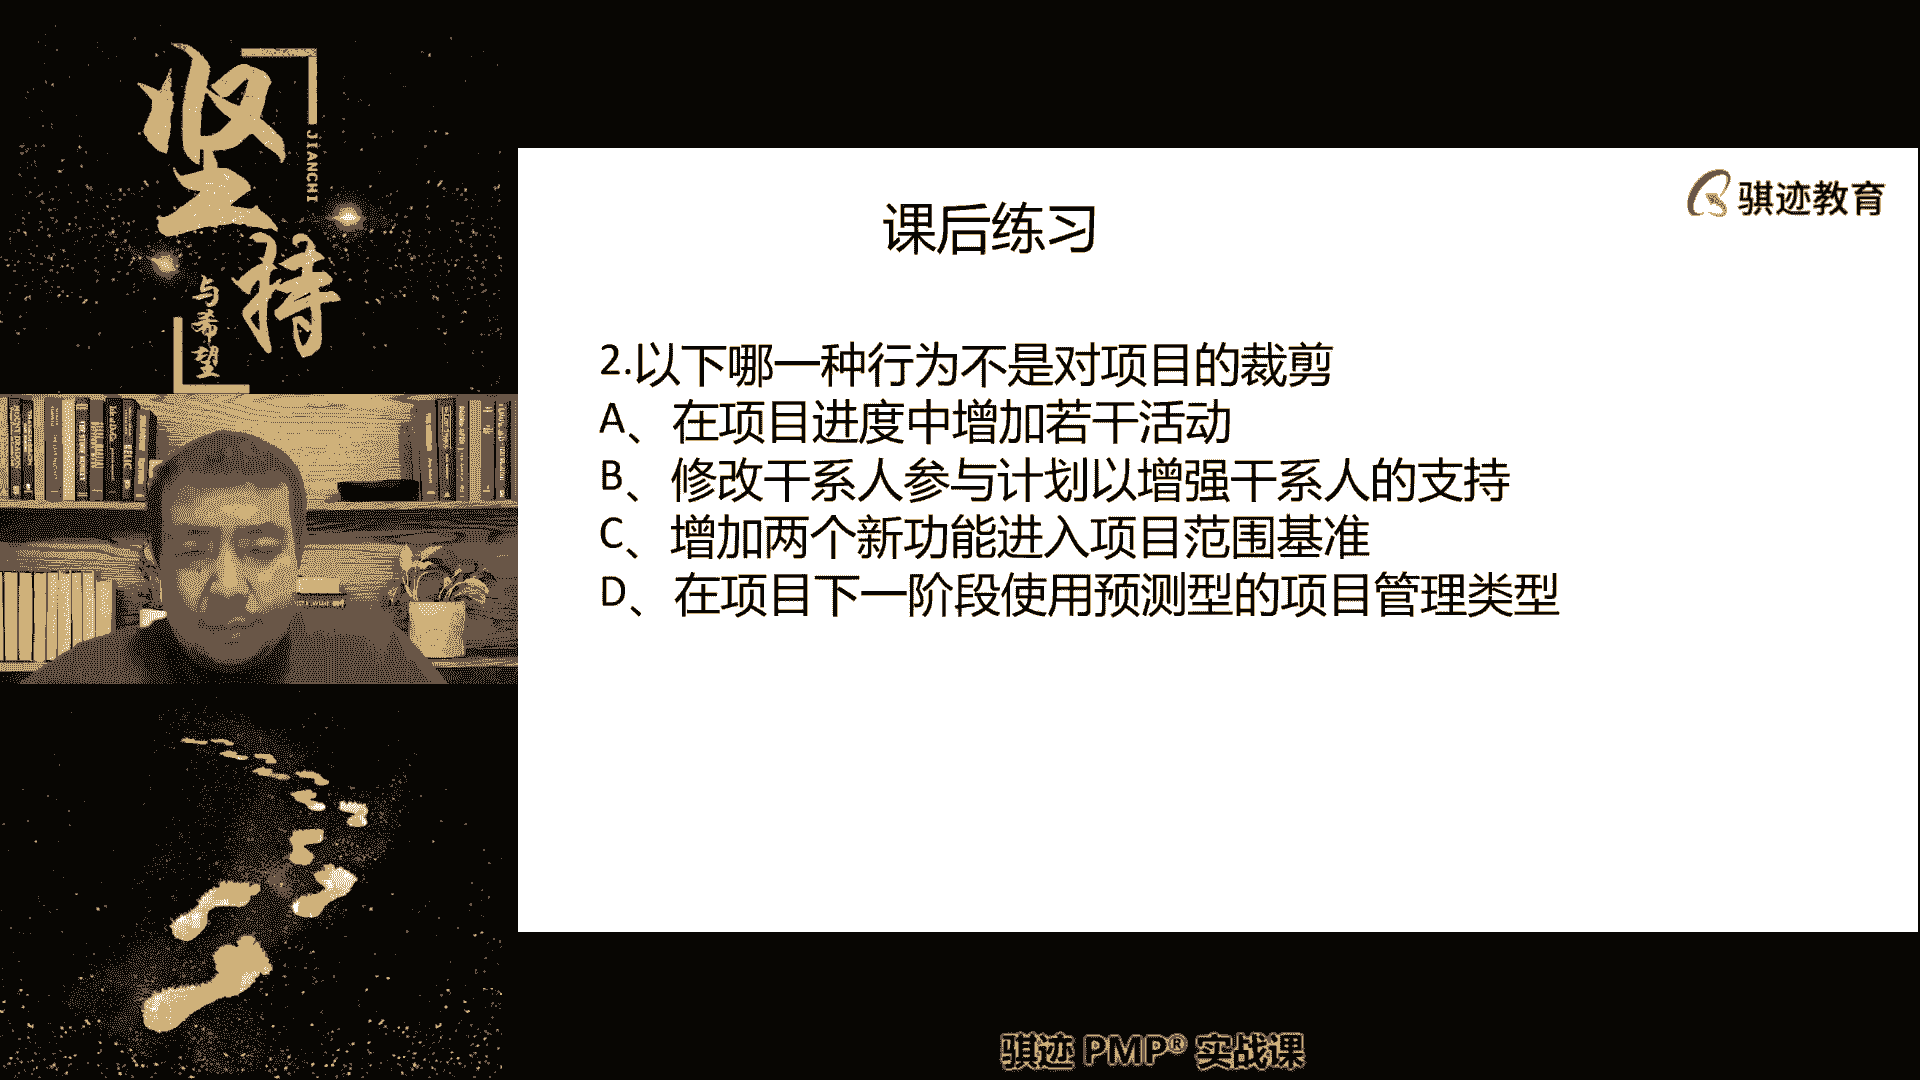 坚持
JIANCHI
与希望
骐迹教育
课后练习
2.以下哪一种行为不是对项目的裁剪
A、在项目进度中增加若干活动
B、修改干系人参与计划以增强干系人的支持
C、增加两个新功能进入项目范围基准
D、在项目下一阶段使用预测型的项目管理类型
骐迹 PMP® 实战课